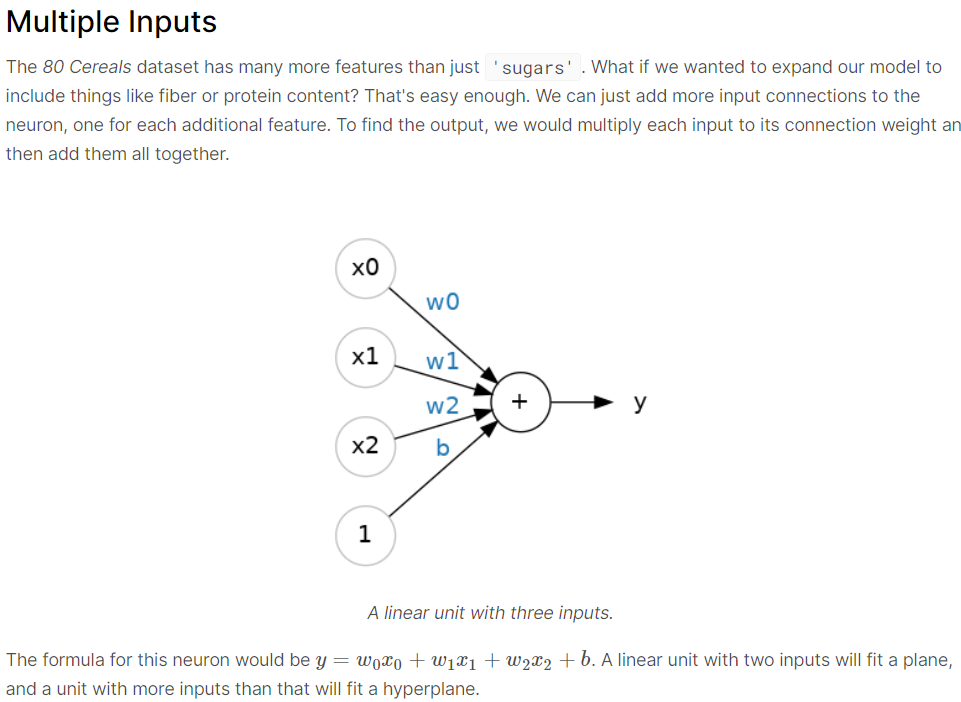 Multiple Inputs
The 80 Cereals dataset has many more features than just 'sugars' . What if we wanted to expand our model to
include things like fiber or protein content? That's easy enough. We can just add more input connections to the
neuron, one for each additional feature. To find the output, we would multiply each input to its connection weight an
then add them all together.
x0
w0
x1
w1
w2
+
y
x2
b
1
A linear unit with three inputs.
The formula for this neuron would be y = w₀x₀ + w₁x₁ + w₂x₂ + b. A linear unit with two inputs will fit a plane,
and a unit with more inputs than that will fit a hyperplane.